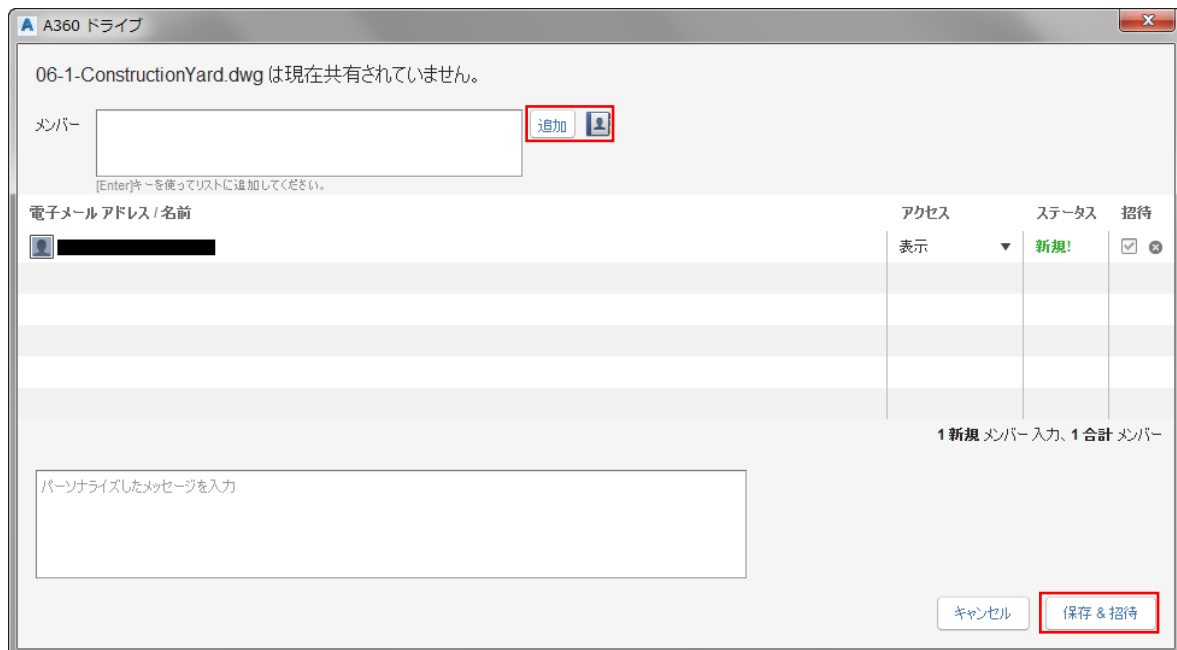 A360 ドライブ
06-1-ConstructionYard.dwg は現在共有されていません。
メンバー
追加
[Enter]キーを使ってリストに追加してください。
電子メール アドレス / 名前 アクセス ステータス 招待
表示 新規!
1 新規 メンバー 入力、1 合計 メンバー
パーソナライズしたメッセージを入力
キャンセル 保存 & 招待